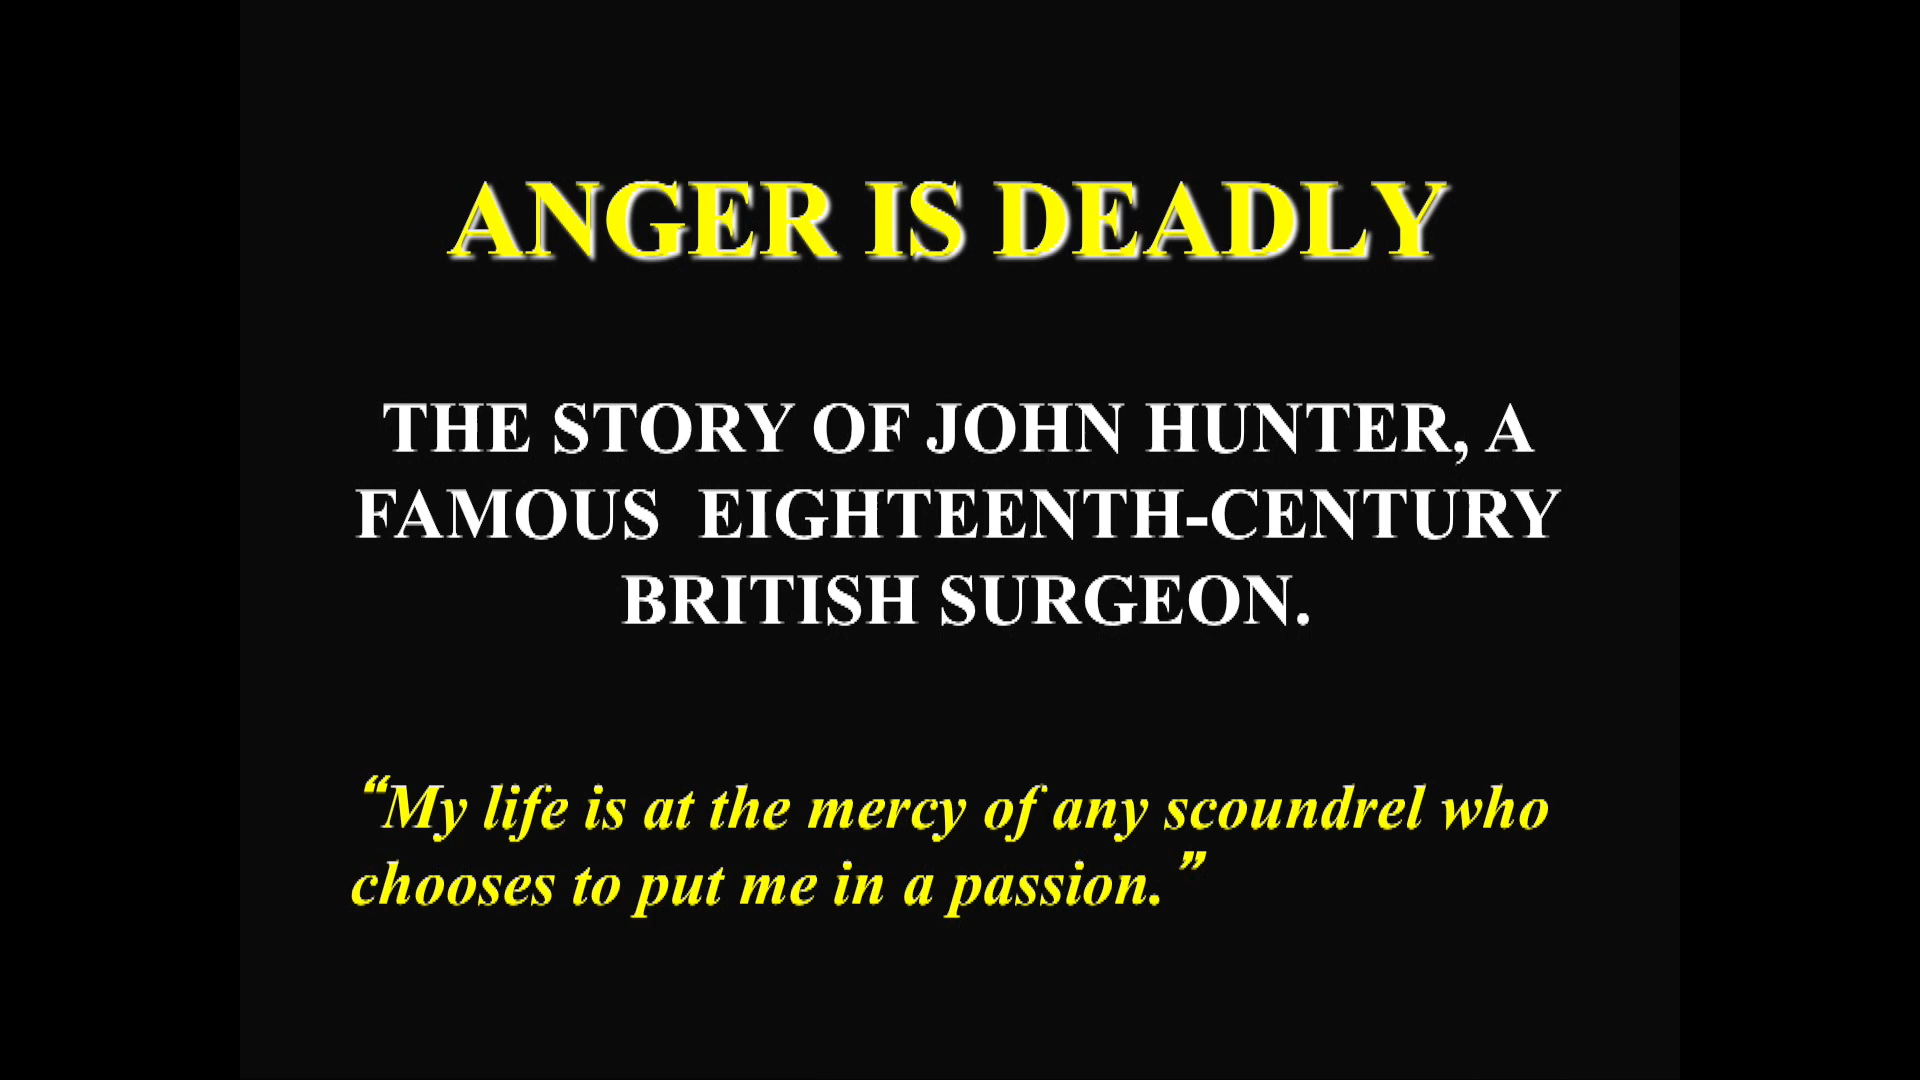 ANGER IS DEADLY
THE STORY OF JOHN HUNTER, A
FAMOUS  EIGHTEENTH-CENTURY
BRITISH SURGEON.
“My life is at the mercy of any scoundrel who
chooses to put me in a passion.”